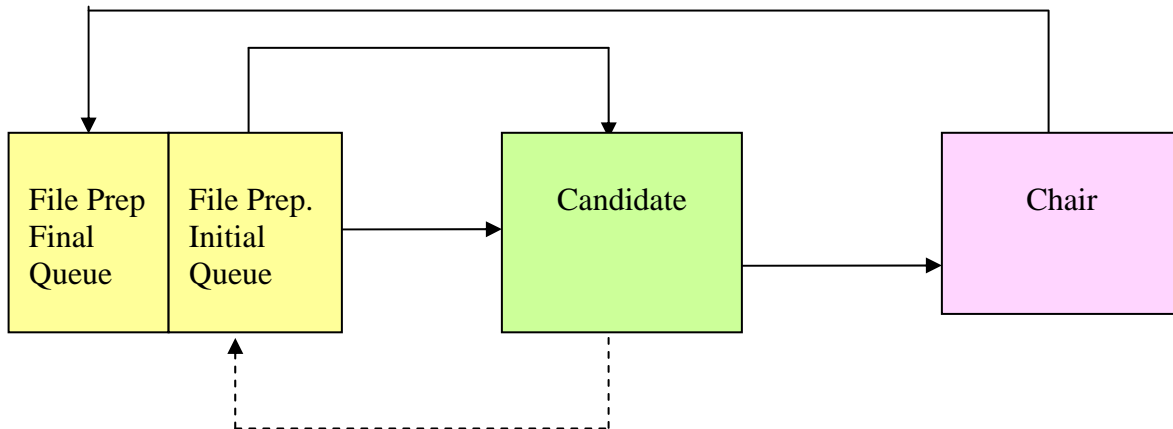 File Prep
Final
Queue
File Prep.
Initial
Queue
Candidate
Chair